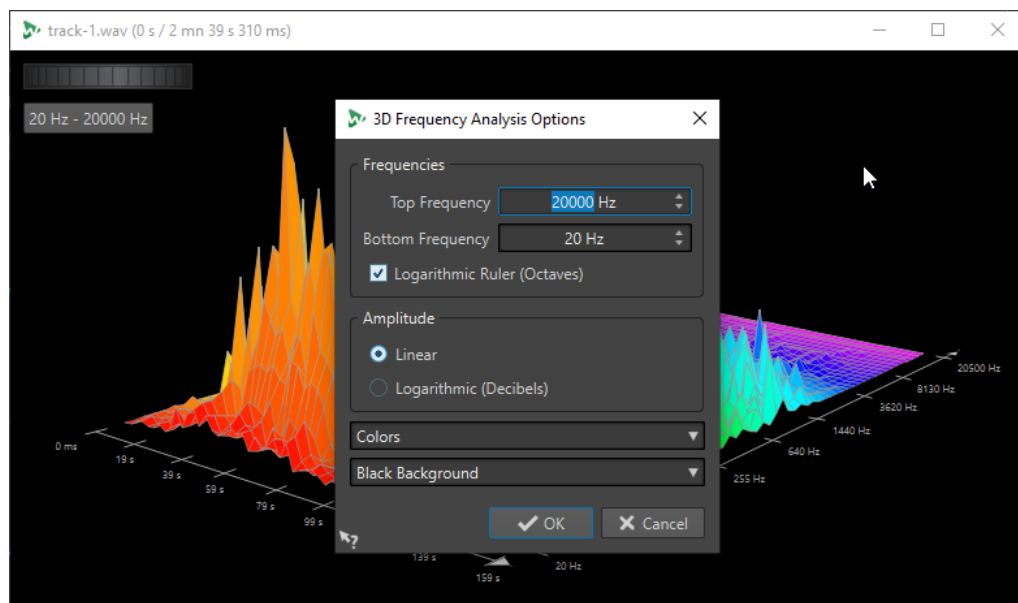 track-1.wav (0 s / 2 mn 39 s 310 ms)
20 Hz - 20000 Hz
3D Frequency Analysis Options
Frequencies
Top Frequency 20000 Hz
Bottom Frequency 20 Hz
Logarithmic Ruler (Octaves)
Amplitude
Linear
Logarithmic (Decibels)
Colors
Black Background
OK Cancel
0 ms
19 s
39 s
59 s
79 s
99 s
139 s
159 s
20 Hz
255 Hz
640 Hz
1440 Hz
3620 Hz
8130 Hz
20500 Hz